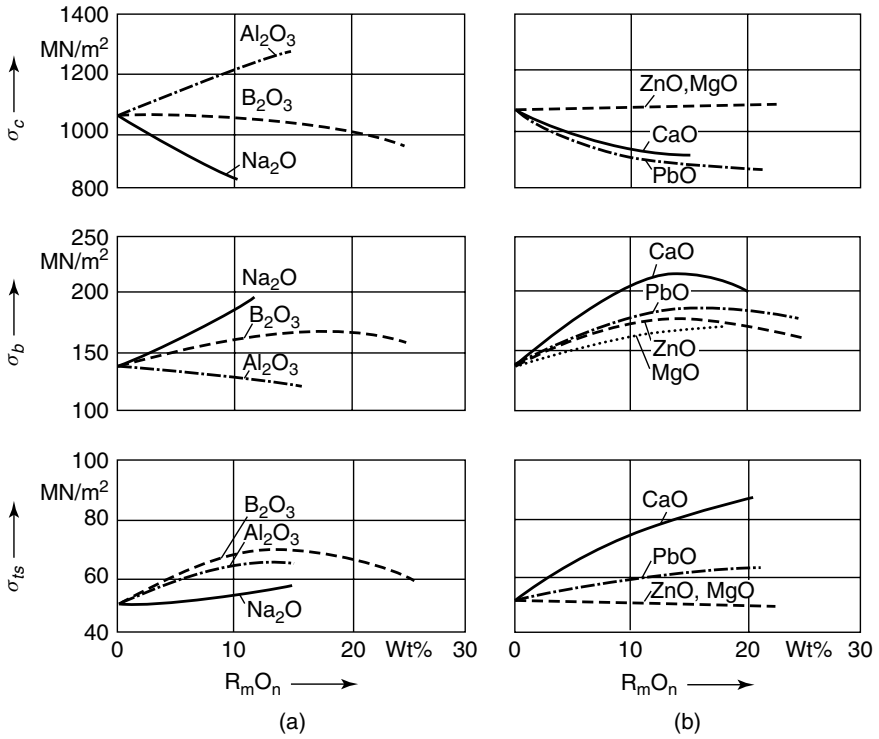 1400
MN/m²
1200
1000
800
σc
Al₂O₃
B₂O₃
Na₂O
ZnO,MgO
CaO
PbO
250
MN/m²
200
150
100
σb
Na₂O
B₂O₃
Al₂O₃
CaO
PbO
ZnO
MgO
100
MN/m²
80
60
40
σts
B₂O₃
Al₂O₃
Na₂O
CaO
PbO
ZnO, MgO
0 10 20 Wt% 30
0 10 20 Wt% 30
RmOn
RmOn
(a)
(b)